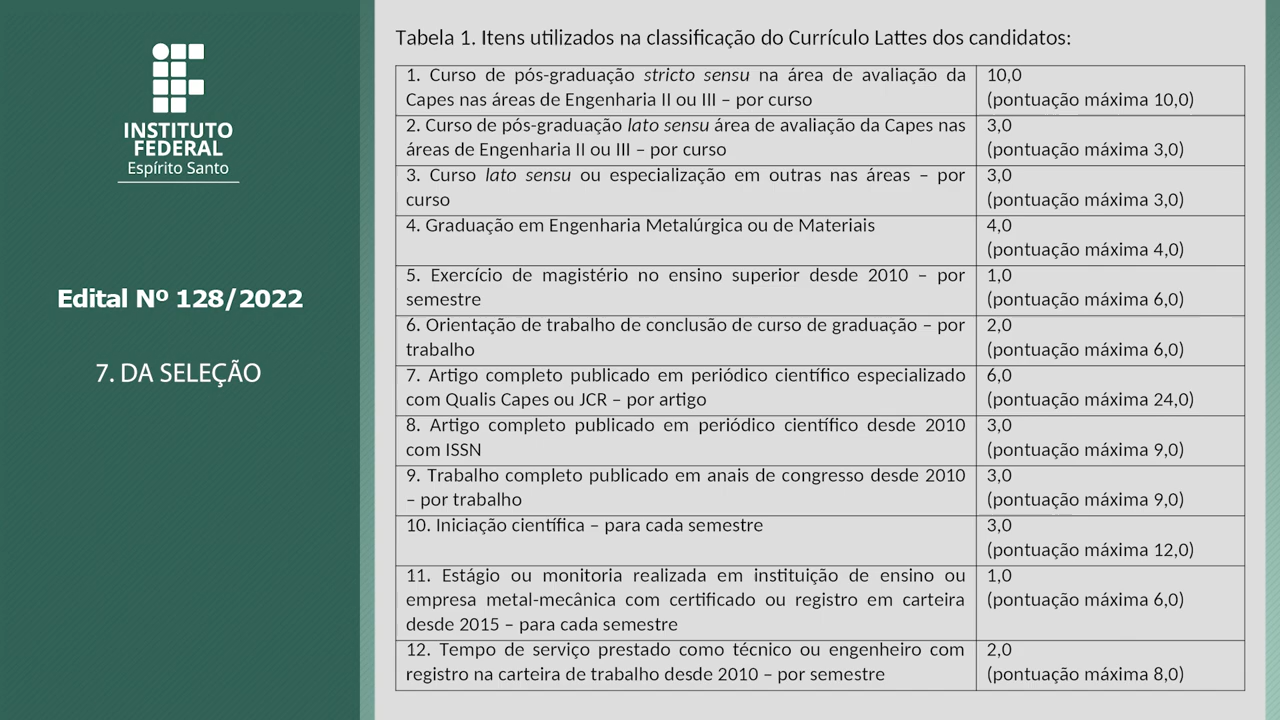 INSTITUTO
FEDERAL
Espírito Santo
Edital Nº 128/2022
7. DA SELEÇÃO
Tabela 1. Itens utilizados na classificação do Currículo Lattes dos candidatos:
1. Curso de pós-graduação stricto sensu na área de avaliação da
Capes nas áreas de Engenharia II ou III – por curso
10,0
(pontuação máxima 10,0)
2. Curso de pós-graduação lato sensu área de avaliação da Capes nas
áreas de Engenharia II ou III – por curso
3,0
(pontuação máxima 3,0)
3. Curso lato sensu ou especialização em outras nas áreas – por
curso
3,0
(pontuação máxima 3,0)
4. Graduação em Engenharia Metalúrgica ou de Materiais
4,0
(pontuação máxima 4,0)
5. Exercício de magistério no ensino superior desde 2010 – por
semestre
1,0
(pontuação máxima 6,0)
6. Orientação de trabalho de conclusão de curso de graduação – por
trabalho
2,0
(pontuação máxima 6,0)
7. Artigo completo publicado em periódico científico especializado
com Qualis Capes ou JCR – por artigo
6,0
(pontuação máxima 24,0)
8. Artigo completo publicado em periódico científico desde 2010
com ISSN
3,0
(pontuação máxima 9,0)
9. Trabalho completo publicado em anais de congresso desde 2010
– por trabalho
3,0
(pontuação máxima 9,0)
10. Iniciação científica – para cada semestre
3,0
(pontuação máxima 12,0)
11. Estágio ou monitoria realizada em instituição de ensino ou
empresa metal-mecânica com certificado ou registro em carteira
desde 2015 – para cada semestre
1,0
(pontuação máxima 6,0)
12. Tempo de serviço prestado como técnico ou engenheiro com
registro na carteira de trabalho desde 2010 – por semestre
2,0
(pontuação máxima 8,0)